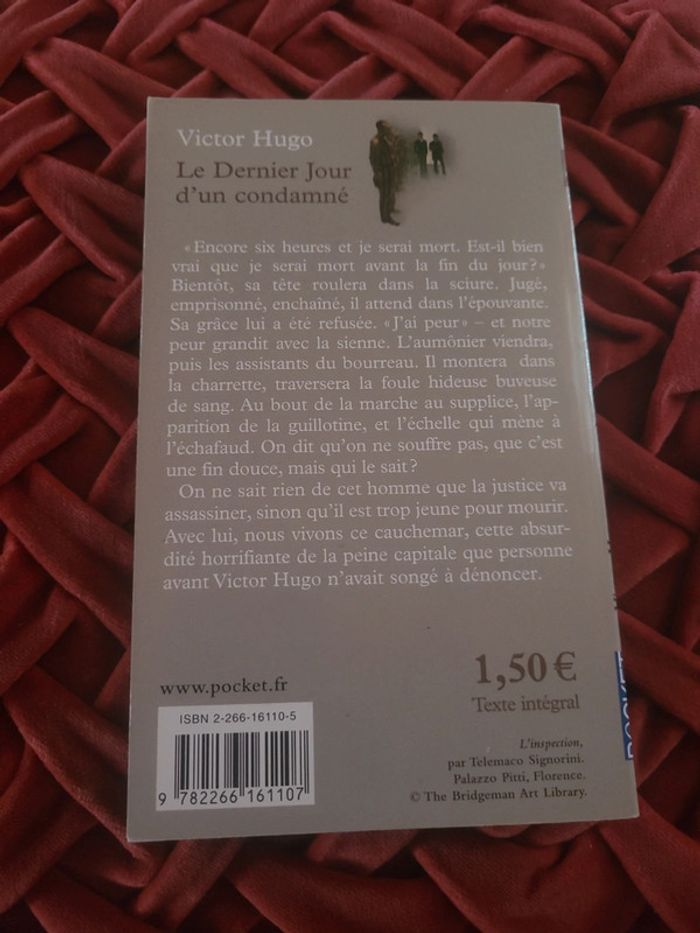 Victor Hugo
Le Dernier Jour
d'un condamné
« Encore six heures et je serai mort. Est-il bien
vrai que je serai mort avant la fin du jour ? »
Bientôt, sa tête roulera dans la sciure. Jugé,
emprisonné, enchaîné, il attend dans l'épouvante.
Sa grâce lui a été refusée. « J'ai peur » – et notre
peur grandit avec la sienne. L'aumônier viendra,
puis les assistants du bourreau. Il montera dans
la charrette, traversera la foule hideuse buveuse
de sang. Au bout de la marche au supplice, l'ap-
parition de la guillotine, et l'échelle qui mène à
l'échafaud. On dit qu'on ne souffre pas, que c'est
une fin douce, mais qui le sait ?
On ne sait rien de cet homme que la justice va
assassiner, sinon qu'il est trop jeune pour mourir.
Avec lui, nous vivons ce cauchemar, cette absur-
dité horrifiante de la peine capitale que personne
avant Victor Hugo n'avait songé à dénoncer.
1,50 €
Texte intégral
www.pocket.fr
ISBN 2-266-16110-5
9 782266 161107
L'inspection,
par Telemaco Signorini.
Palazzo Pitti, Florence.
© The Bridgeman Art Library.
POCKET